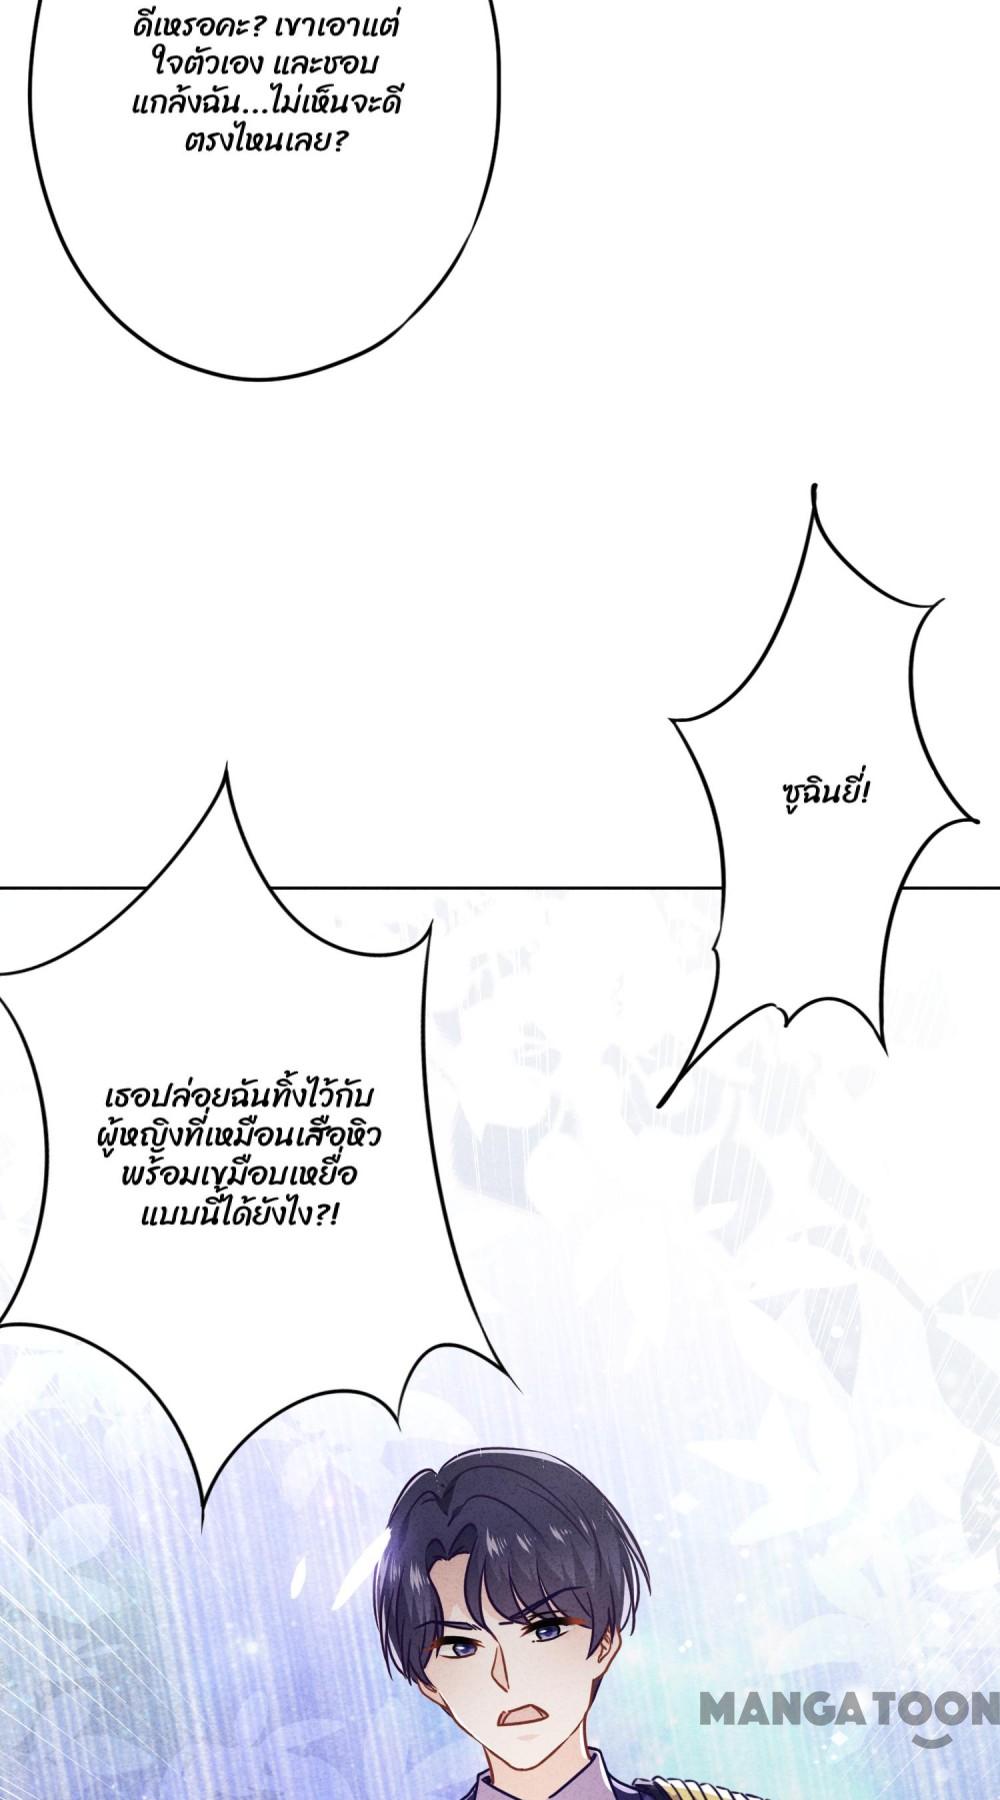 ดีเหรอคะ? เขาเอาแต่
ใจตัวเอง และชอบ
แกล้งฉัน...ไม่เห็นจะดี
ตรงไหนเลย?
ซูฉินยี่!
เธอปล่อยฉันทิ้งไว้กับ
ผู้หญิงที่เหมือนเสือหิว
พร้อมเขมือบเหยื่อ
แบบนี้ได้ยังไง?!
MANGATOON